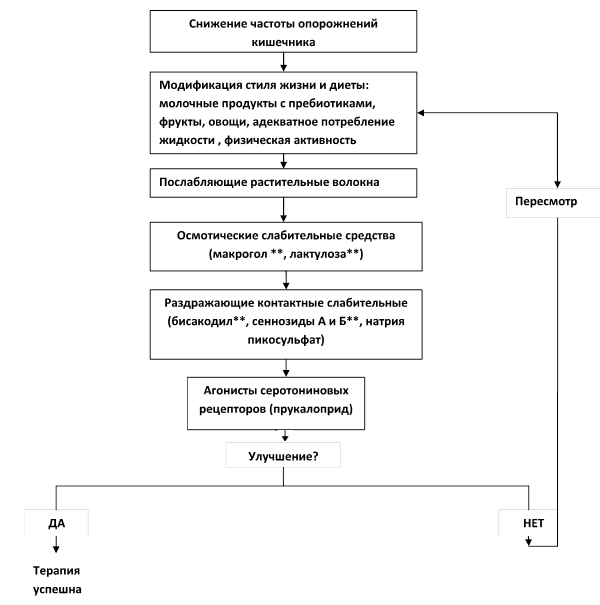 Снижение частоты опорожнений
кишечника
Модификация стиля жизни и диеты:
молочные продукты с пребиотиками,
фрукты, овощи, адекватное потребление
жидкости , физическая активность
Послабляющие растительные волокна
Пересмотр
Осмотические слабительные средства
(макрогол **, лактулоза**)
Раздражающие контактные слабительные
(бисакодил**, сеннозиды А и Б**, натрия
пикосульфат)
Агонисты серотониновых
рецепторов (прукалоприд)
Улучшение?
ДА
НЕТ
Терапия
успешна